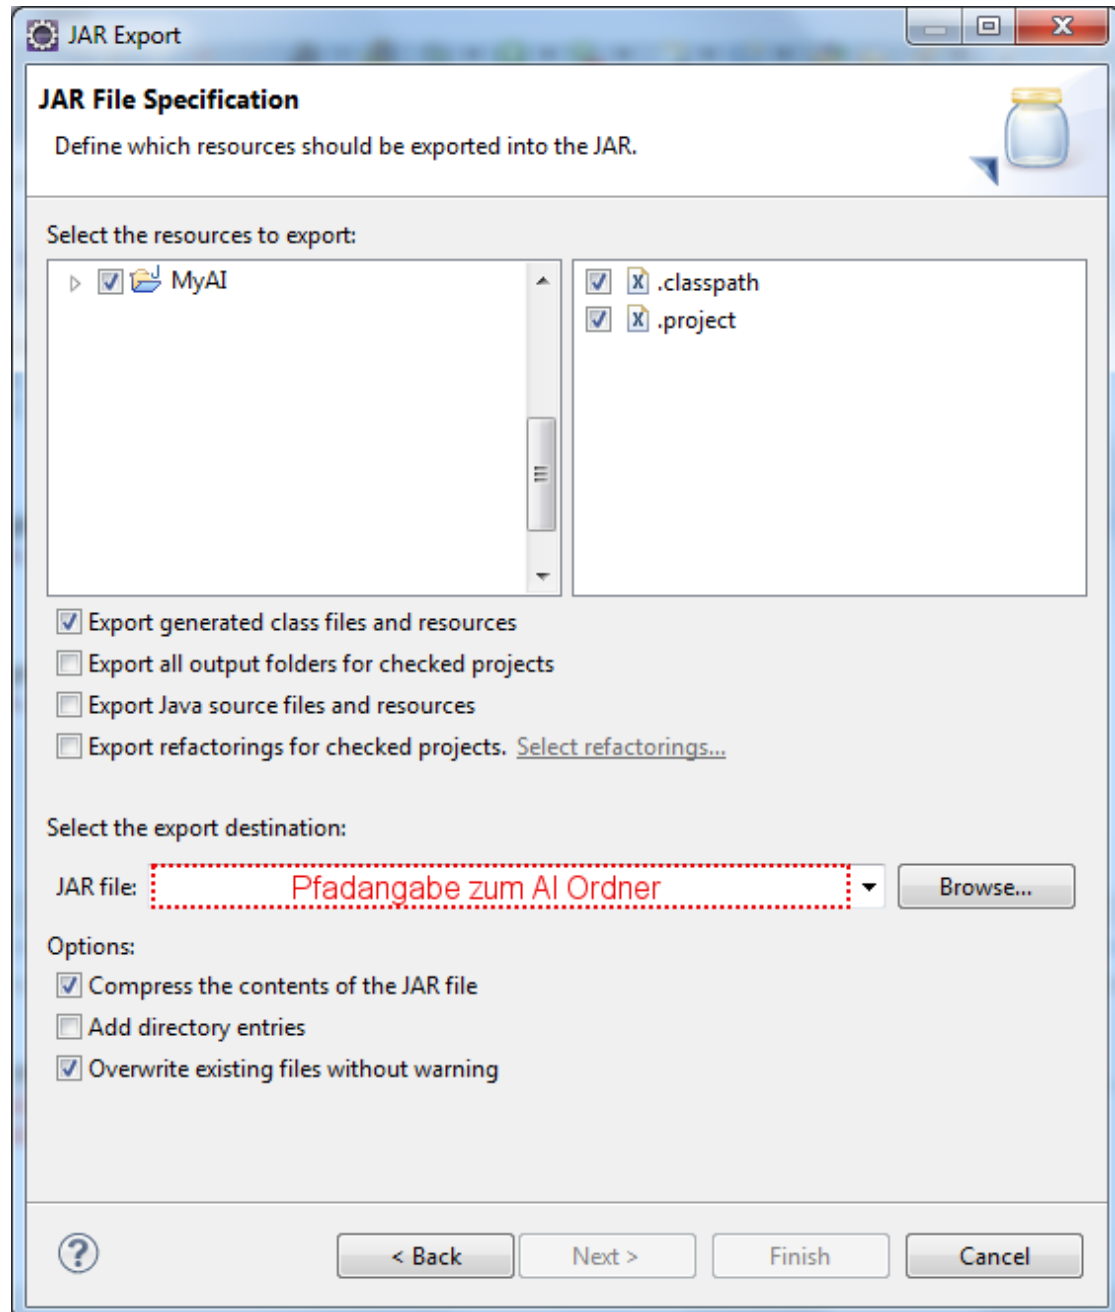 JAR Export
JAR File Specification
Define which resources should be exported into the JAR.
Select the resources to export:
MyAI
.classpath
.project
Export generated class files and resources
Export all output folders for checked projects
Export Java source files and resources
Export refactorings for checked projects. Select refactorings...
Select the export destination:
JAR file: Pfadangabe zum AI Ordner Browse...
Options:
Compress the contents of the JAR file
Add directory entries
Overwrite existing files without warning
? < Back Next > Finish Cancel